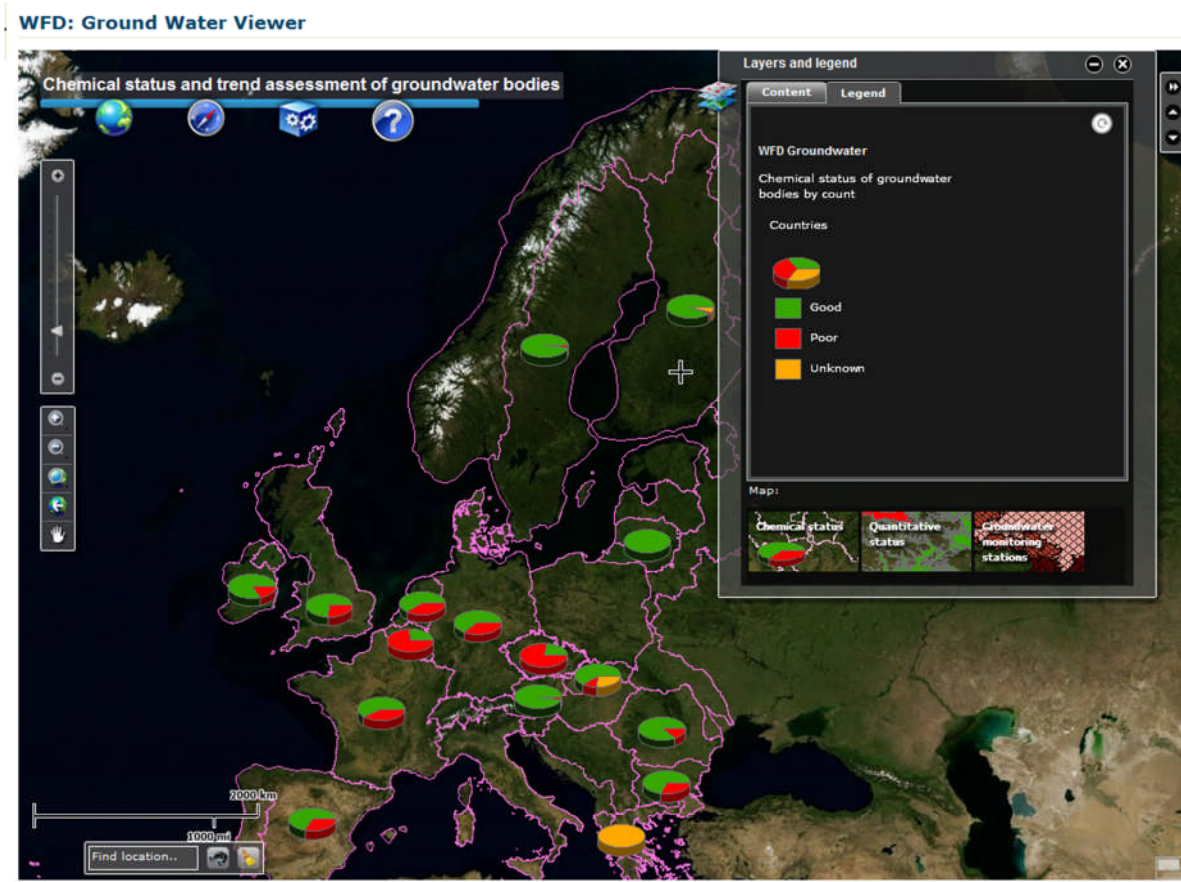 WFD: Ground Water Viewer
Chemical status and trend assessment of groundwater bodies
Layers and legend
Content
Legend
WFD Groundwater
Chemical status of groundwater
bodies by count
Countries
Good
Poor
Unknown
Map:
Chemical status
Quantitative
status
Groundwater
monitoring
stations
2000 km
1000 mi
Find location..